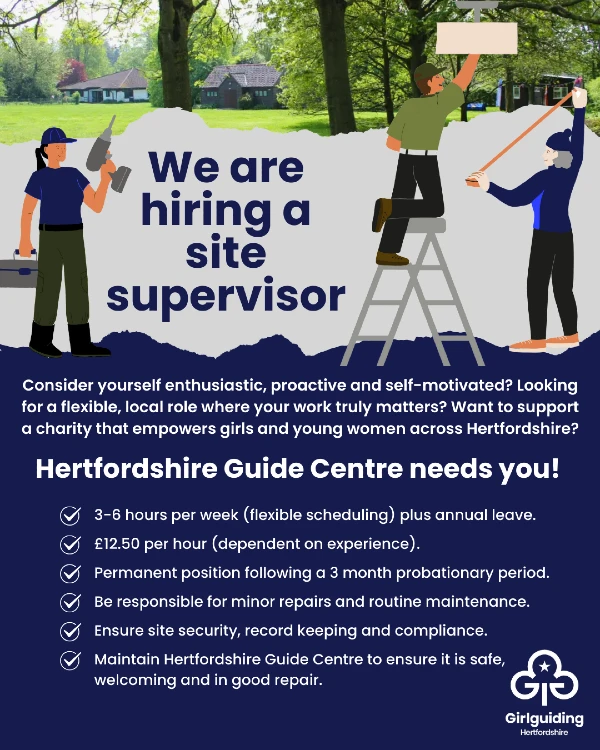 We are
hiring a
site
supervisor
Consider yourself enthusiastic, proactive and self-motivated? Looking
for a flexible, local role where your work truly matters? Want to support
a charity that empowers girls and young women across Hertfordshire?
Hertfordshire Guide Centre needs you!
3-6 hours per week (flexible scheduling) plus annual leave.
£12.50 per hour (dependent on experience).
Permanent position following a 3 month probationary period.
Be responsible for minor repairs and routine maintenance.
Ensure site security, record keeping and compliance.
Maintain Hertfordshire Guide Centre to ensure it is safe,
welcoming and in good repair.
Girlguiding
Hertfordshire